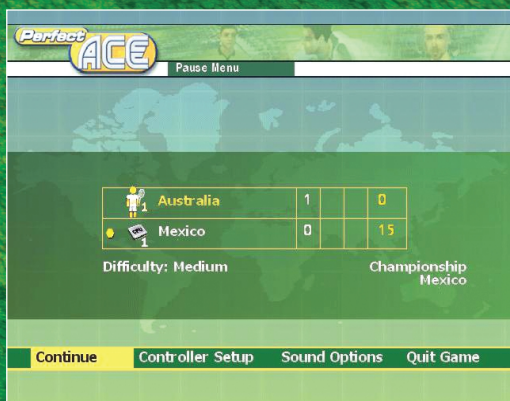 Perfect
ACE
Pause Menu
1 Australia 1 0
CPU
1 Mexico 0 15
Difficulty: Medium
Championship
Mexico
Continue Controller Setup Sound Options Quit Game